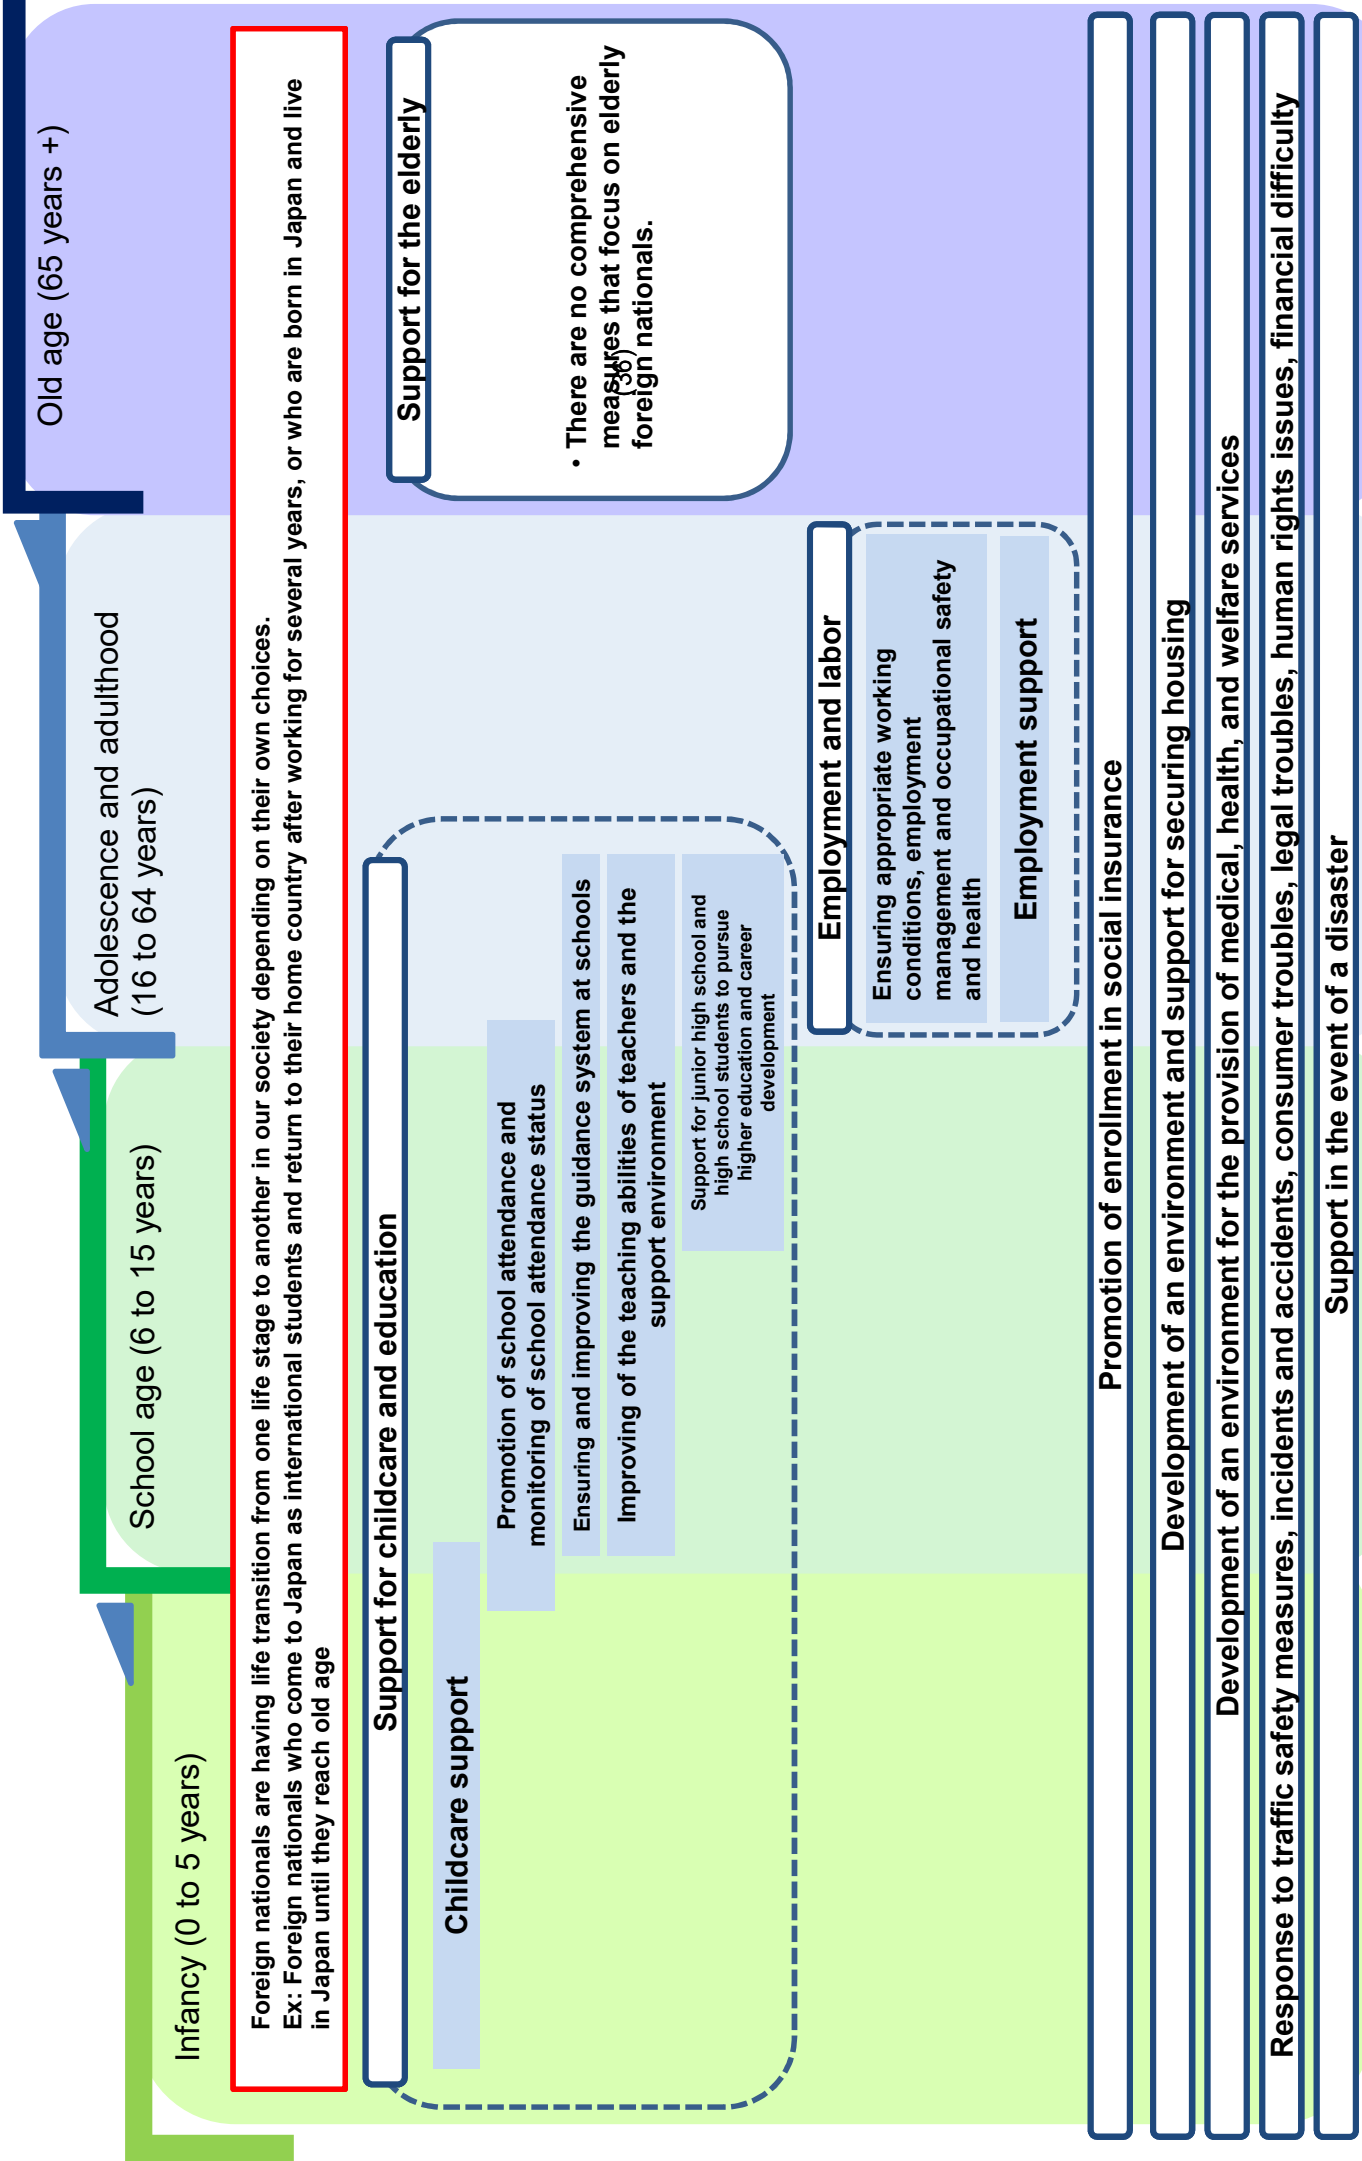 Infancy (0 to 5 years)
School age (6 to 15 years)
Adolescence and adulthood
(16 to 64 years)
Old age (65 years +)
Foreign nationals are having life transition from one life stage to another in our society depending on their own choices.
Ex: Foreign nationals who come to Japan as international students and return to their home country after working for several years, or who are born in Japan and live
in Japan until they reach old age
Support for childcare and education
Childcare support
Promotion of school attendance and
monitoring of school attendance status
Ensuring and improving the guidance system at schools
Improving of the teaching abilities of teachers and the
support environment
Support for junior high school and
high school students to pursue
higher education and career
development
Support for the elderly
• There are no comprehensive
measures that focus on elderly
foreign nationals.
(36)
Employment and labor
Ensuring appropriate working
conditions, employment
management and occupational safety
and health
Employment support
Promotion of enrollment in social insurance
Development of an environment and support for securing housing
Development of an environment for the provision of medical, health, and welfare services
Response to traffic safety measures, incidents and accidents, consumer troubles, legal troubles, human rights issues, financial difficulty
Support in the event of a disaster